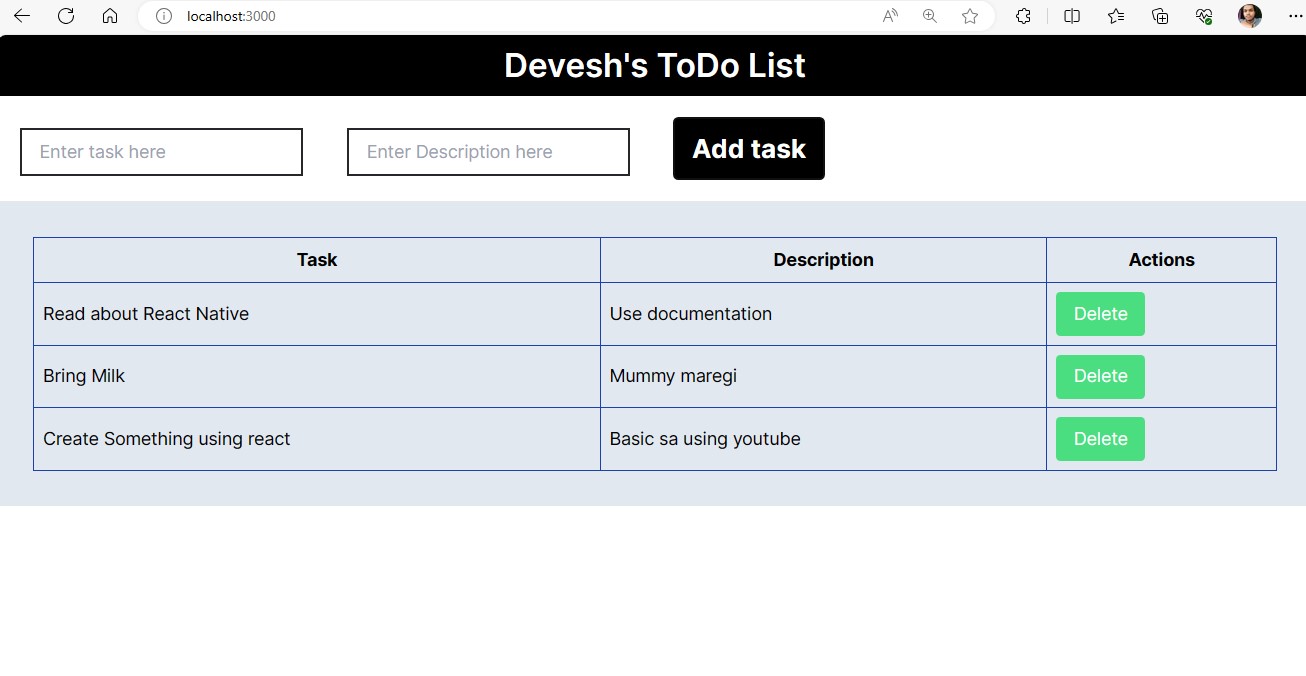 localhost:3000
Devesh's ToDo List
Enter task here Enter Description here Add task
Task Description Actions
Read about React Native Use documentation Delete
Bring Milk Mummy maregi Delete
Create Something using react Basic sa using youtube Delete